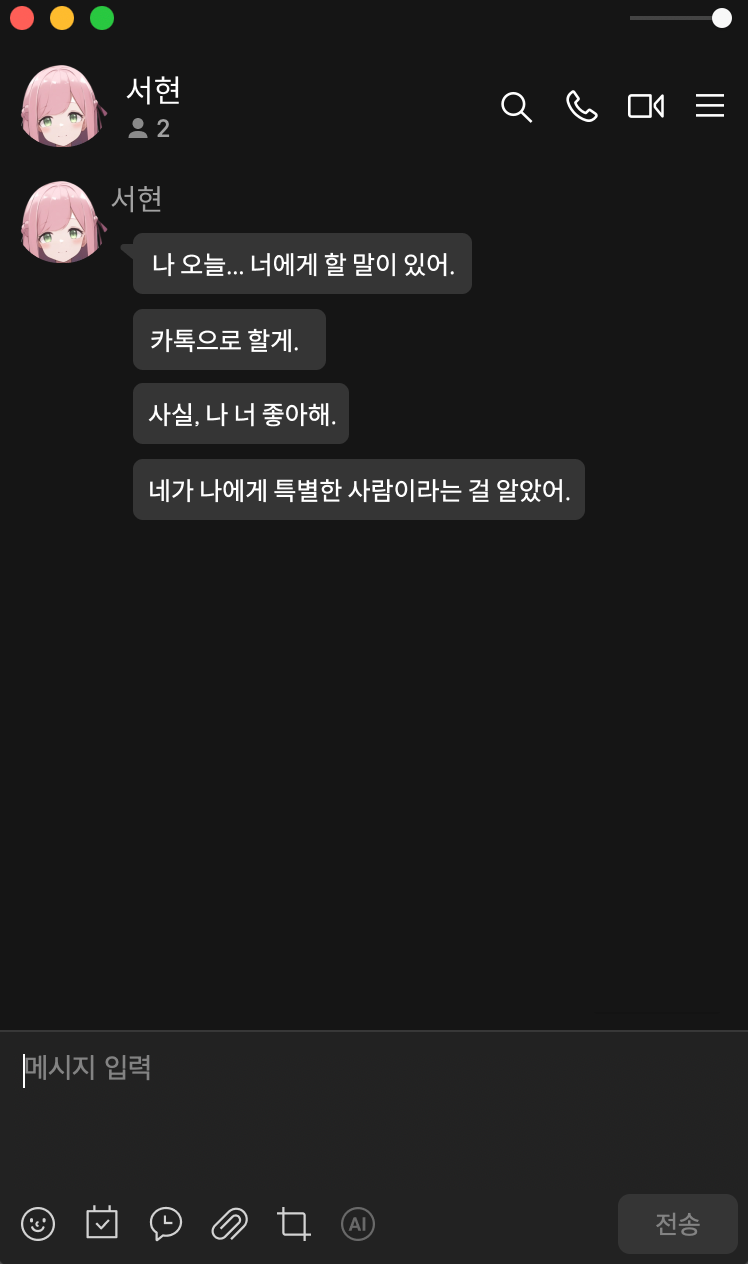 서현
2
서현
나 오늘... 너에게 할 말이 있어.
카톡으로 할게.
사실, 나 너 좋아해.
네가 나에게 특별한 사람이라는 걸 알았어.
메시지 입력
AI
전송